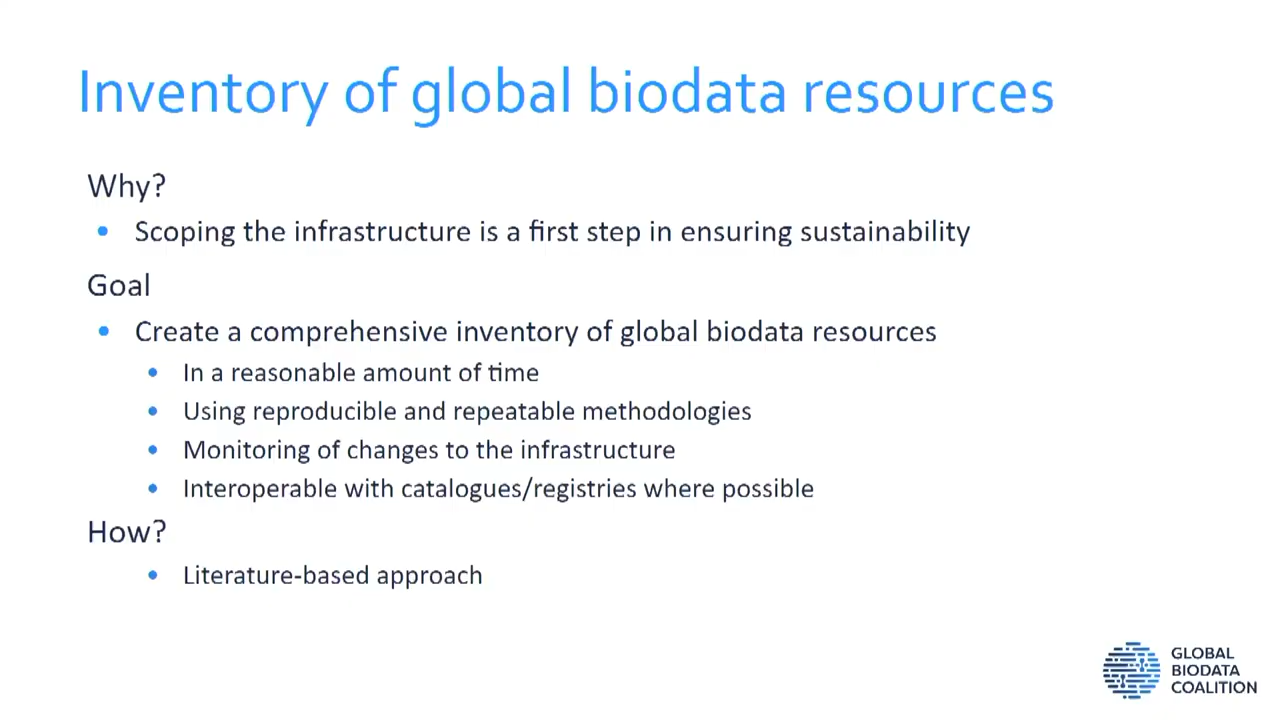 Inventory of global biodata resources
Why?
• Scoping the infrastructure is a first step in ensuring sustainability
Goal
• Create a comprehensive inventory of global biodata resources
• In a reasonable amount of time
• Using reproducible and repeatable methodologies
• Monitoring of changes to the infrastructure
• Interoperable with catalogues/registries where possible
How?
• Literature-based approach
GLOBAL
BIODATA
COALITION